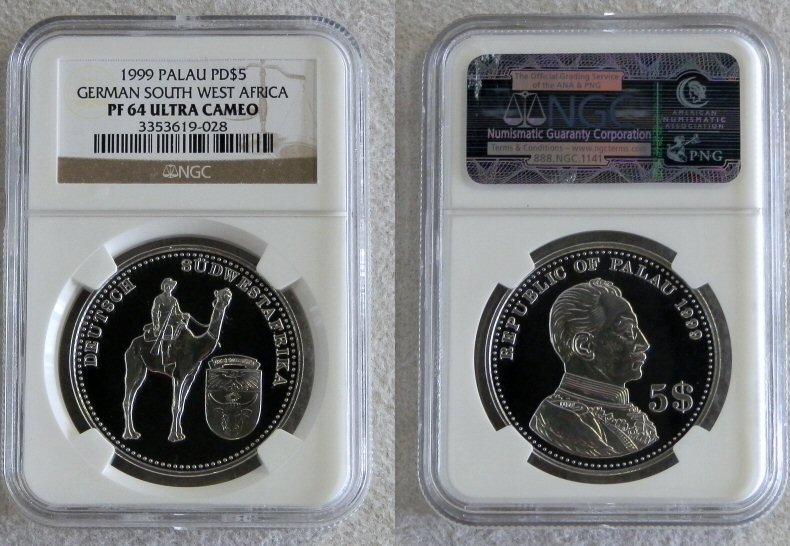 1999 PALAU PD$5
GERMAN SOUTH WEST AFRICA
PF 64 ULTRA CAMEO
3353619-028
NGC
DEUTSCH SÜDWESTAFRIKA
The Official Grading Service
of the ANA & PNG
NGC
Numismatic Guaranty Corporation
Terms & Conditions – www.ngcterms.com
888.NGC.1141
AMERICAN
NUMISMATIC
ASSOCIATION
PNG
REPUBLIC OF PALAU 1999
5$